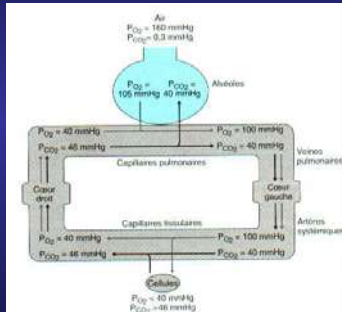 Air
PO2 = 160 mmHg
PCO2 = 0,3 mmHg
Alvéoles
PO2 = 105 mmHg
PCO2 = 40 mmHg
PO2 = 40 mmHg
PO2 = 100 mmHg
PCO2 = 46 mmHg
PCO2 = 40 mmHg
Capillaires pulmonaires
Veines pulmonaires
Cœur droit
Cœur gauche
Capillaires tissulaires
Artères systémiques
PO2 = 40 mmHg
PO2 = 100 mmHg
PCO2 = 46 mmHg
PCO2 = 40 mmHg
Cellules
PO2 < 40 mmHg
PCO2 > 46 mmHg